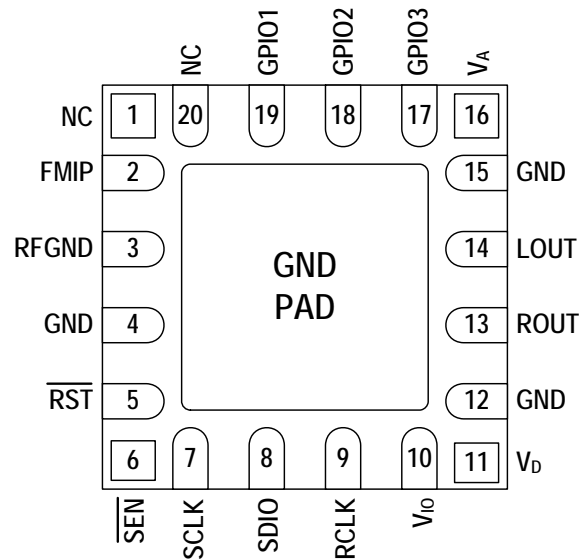 NC
GPIO1
GPIO2
GPIO3
VA
NC 1 20 19 18 17 16
FMIP 2 15 GND
RFGND 3 14 LOUT
GND
PAD
GND 4 13 ROUT
R̅S̅T̅ 5 12 GND
6 7 8 9 10 11 VD
S̅E̅N̅
SCLK
SDIO
RCLK
VIO